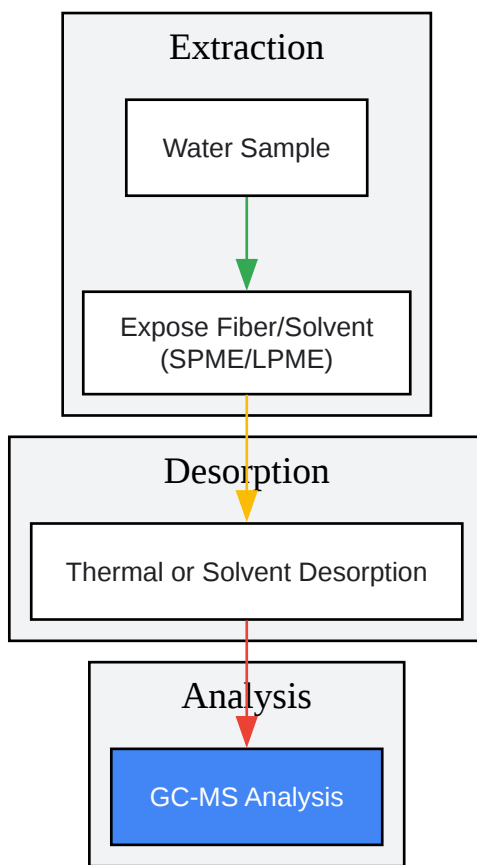 Extraction
Water Sample
Expose Fiber/Solvent
(SPME/LPME)
Desorption
Thermal or Solvent Desorption
Analysis
GC-MS Analysis